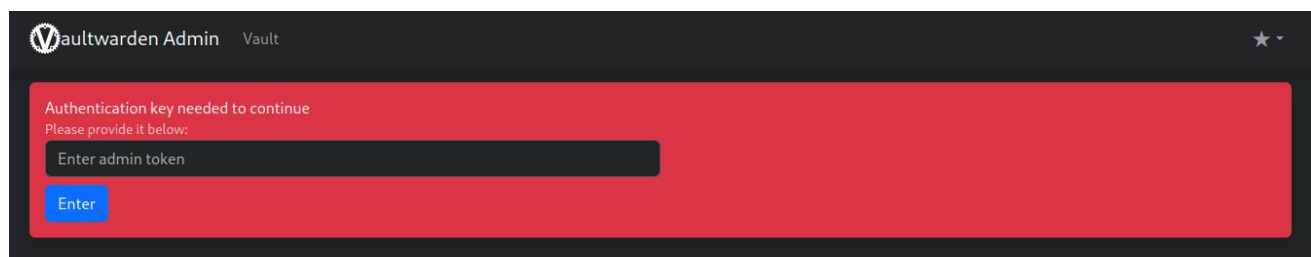 Vaultwarden Admin Vault
Authentication key needed to continue
Please provide it below:
Enter admin token
Enter